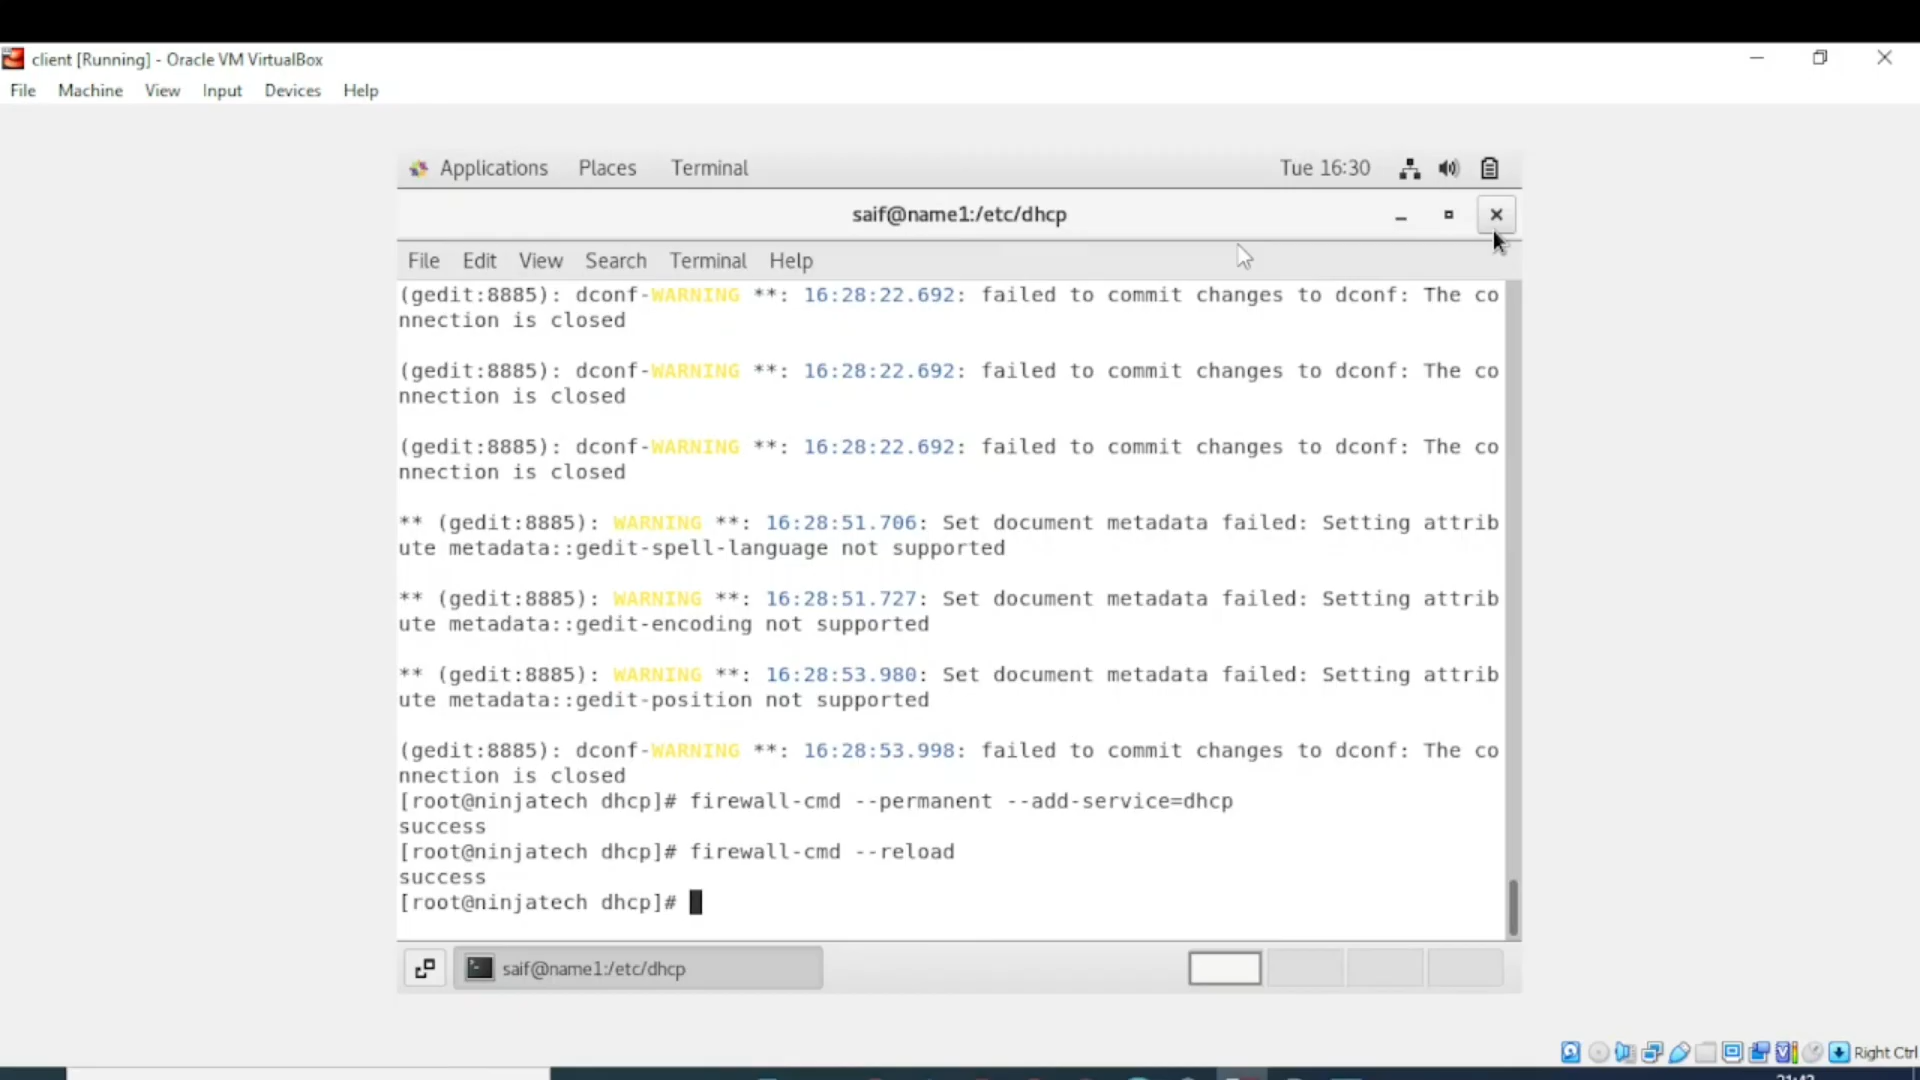 client [Running] - Oracle VM VirtualBox
File Machine View Input Devices Help
Applications Places Terminal Tue 16:30
saif@name1:/etc/dhcp
File Edit View Search Terminal Help
(gedit:8885): dconf-WARNING **: 16:28:22.692: failed to commit changes to dconf: The co
nnection is closed
(gedit:8885): dconf-WARNING **: 16:28:22.692: failed to commit changes to dconf: The co
nnection is closed
(gedit:8885): dconf-WARNING **: 16:28:22.692: failed to commit changes to dconf: The co
nnection is closed
** (gedit:8885): WARNING **: 16:28:51.706: Set document metadata failed: Setting attrib
ute metadata::gedit-spell-language not supported
** (gedit:8885): WARNING **: 16:28:51.727: Set document metadata failed: Setting attrib
ute metadata::gedit-encoding not supported
** (gedit:8885): WARNING **: 16:28:53.980: Set document metadata failed: Setting attrib
ute metadata::gedit-position not supported
(gedit:8885): dconf-WARNING **: 16:28:53.998: failed to commit changes to dconf: The co
nnection is closed
[root@ninjatech dhcp]# firewall-cmd --permanent --add-service=dhcp
success
[root@ninjatech dhcp]# firewall-cmd --reload
success
[root@ninjatech dhcp]#
saif@name1:/etc/dhcp
Right Ctrl